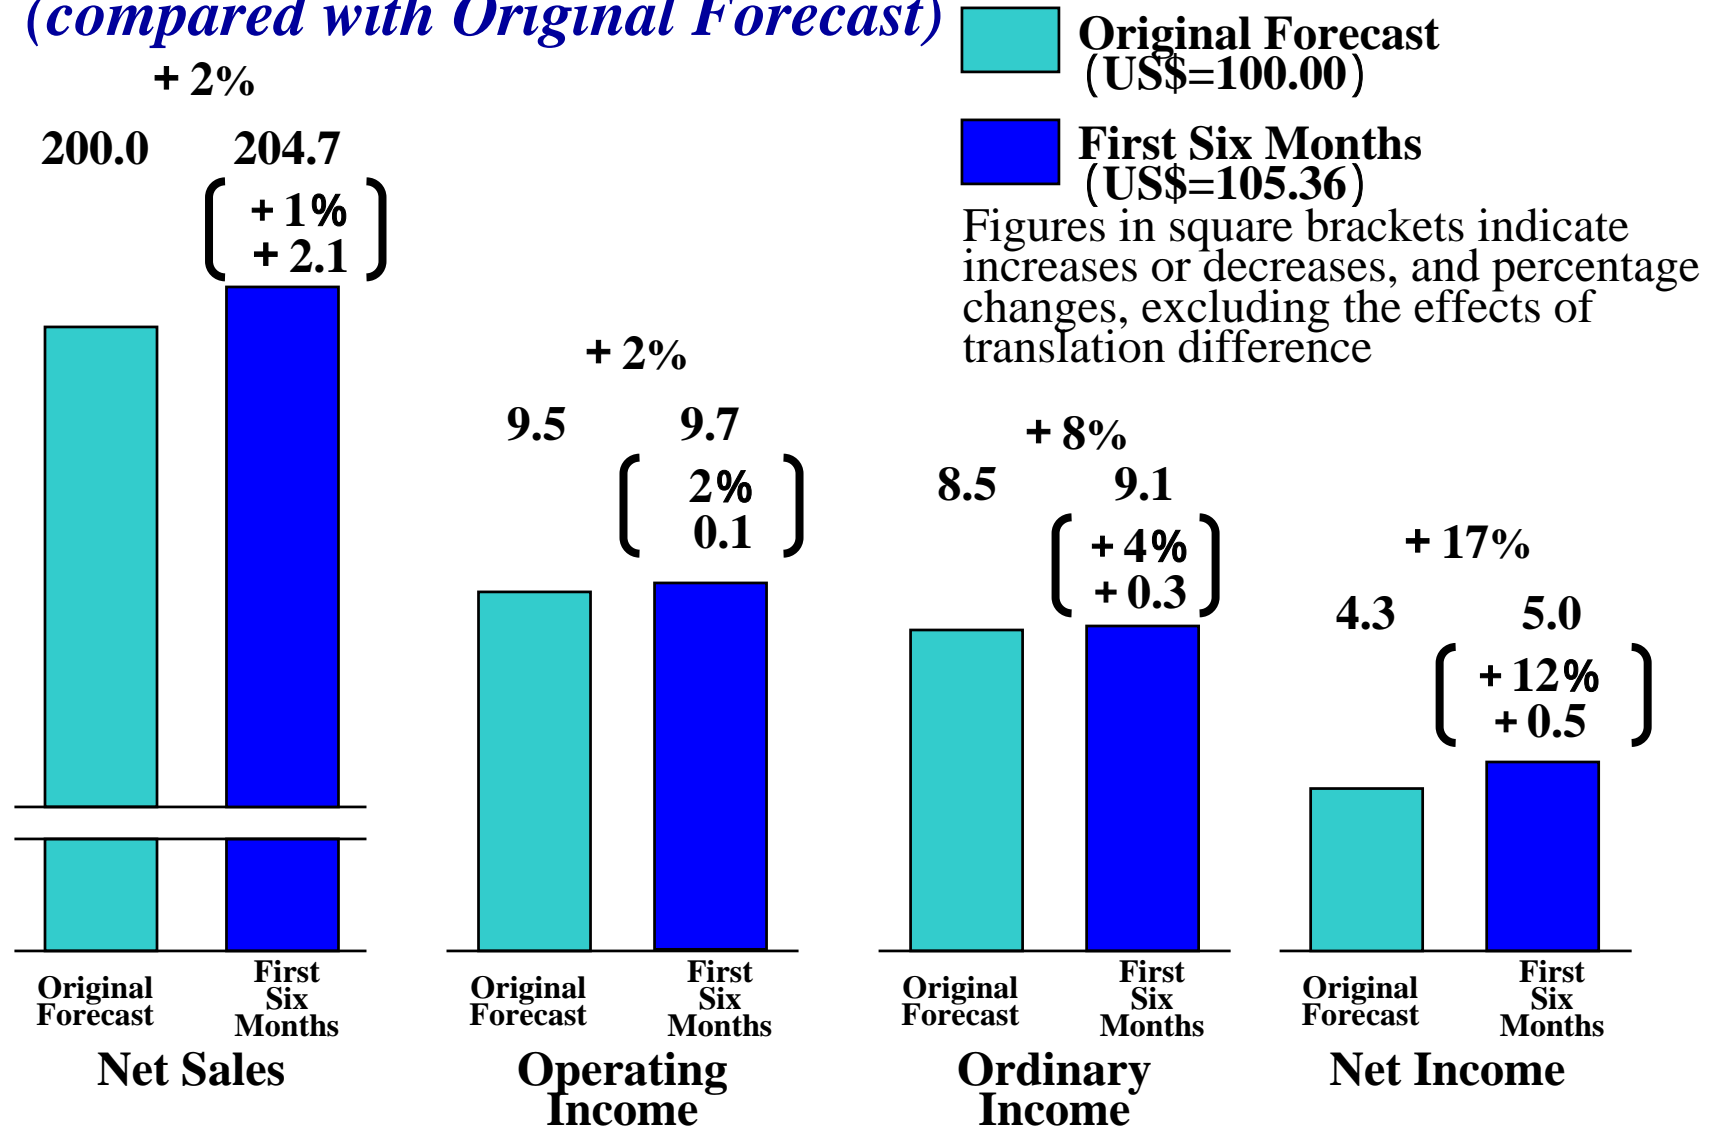 (compared with Original Forecast)
Original Forecast
(US$=100.00)
First Six Months
(US$=105.36)
Figures in square brackets indicate
increases or decreases, and percentage
changes, excluding the effects of
translation difference
+ 2%
200.0 204.7
+ 1%
+ 2.1
+ 2%
9.5 9.7
2%
0.1
+ 8%
8.5 9.1
+ 4%
+ 0.3
+ 17%
4.3 5.0
+ 12%
+ 0.5
Original
Forecast
First
Six
Months
Net Sales
Original
Forecast
First
Six
Months
Operating
Income
Original
Forecast
First
Six
Months
Ordinary
Income
Original
Forecast
First
Six
Months
Net Income